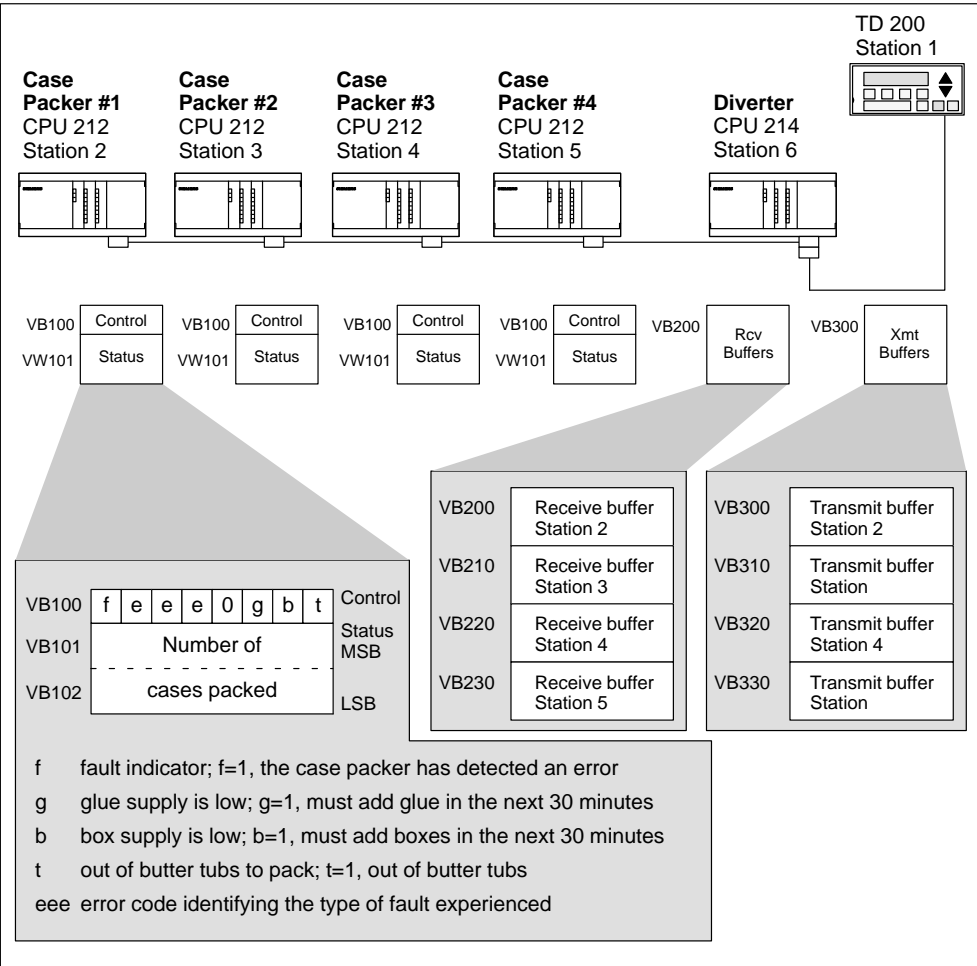 TD 200
Station 1
Case
Packer #1
CPU 212
Station 2
Case
Packer #2
CPU 212
Station 3
Case
Packer #3
CPU 212
Station 4
Case
Packer #4
CPU 212
Station 5
Diverter
CPU 214
Station 6
VB100 Control
VW101 Status
VB100 Control
VW101 Status
VB100 Control
VW101 Status
VB100 Control
VW101 Status
VB200 Rcv
Buffers
VB300 Xmt
Buffers
VB200 Receive buffer
Station 2
VB210 Receive buffer
Station 3
VB220 Receive buffer
Station 4
VB230 Receive buffer
Station 5
VB300 Transmit buffer
Station 2
VB310 Transmit buffer
Station
VB320 Transmit buffer
Station 4
VB330 Transmit buffer
Station
VB100 f e e e 0 g b t Control
VB101 Number of Status
MSB
VB102 cases packed
LSB
f fault indicator; f=1, the case packer has detected an error
g glue supply is low; g=1, must add glue in the next 30 minutes
b box supply is low; b=1, must add boxes in the next 30 minutes
t out of butter tubs to pack; t=1, out of butter tubs
eee error code identifying the type of fault experienced